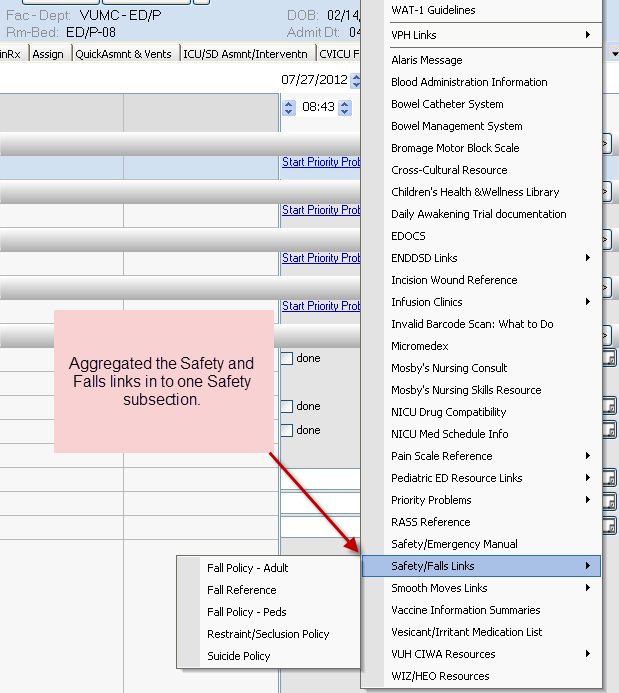 Fac- Dept: VUMC - ED/P
Rm-Bed: ED/P-08
DOB: 02/14,
Admit Dt: 04
inRx
Assign
QuickAsmnt & Vents
ICU/SD Asmnt/Interventn
CVICU F
07/27/2012
08:43
Start Priority Prob
Start Priority Prob
Start Priority Prob
Start Priority Prob
done
done
done
Aggregated the Safety and
Falls links in to one Safety
subsection.
WAT-1 Guidelines
VPH Links
Alaris Message
Blood Administration Information
Bowel Catheter System
Bowel Management System
Bromage Motor Block Scale
Cross-Cultural Resource
Children's Health &Wellness Library
Daily Awakening Trial documentation
EDOCS
ENDDSD Links
Incision Wound Reference
Infusion Clinics
Invalid Barcode Scan: What to Do
Micromedex
Mosby's Nursing Consult
Mosby's Nursing Skills Resource
NICU Drug Compatibility
NICU Med Schedule Info
Pain Scale Reference
Pediatric ED Resource Links
Priority Problems
RASS Reference
Safety/Emergency Manual
Safety/Falls Links
Smooth Moves Links
Vaccine Information Summaries
Vesicant/Irritant Medication List
VUH CIWA Resources
WIZ/HEO Resources
Fall Policy - Adult
Fall Reference
Fall Policy - Peds
Restraint/Seclusion Policy
Suicide Policy